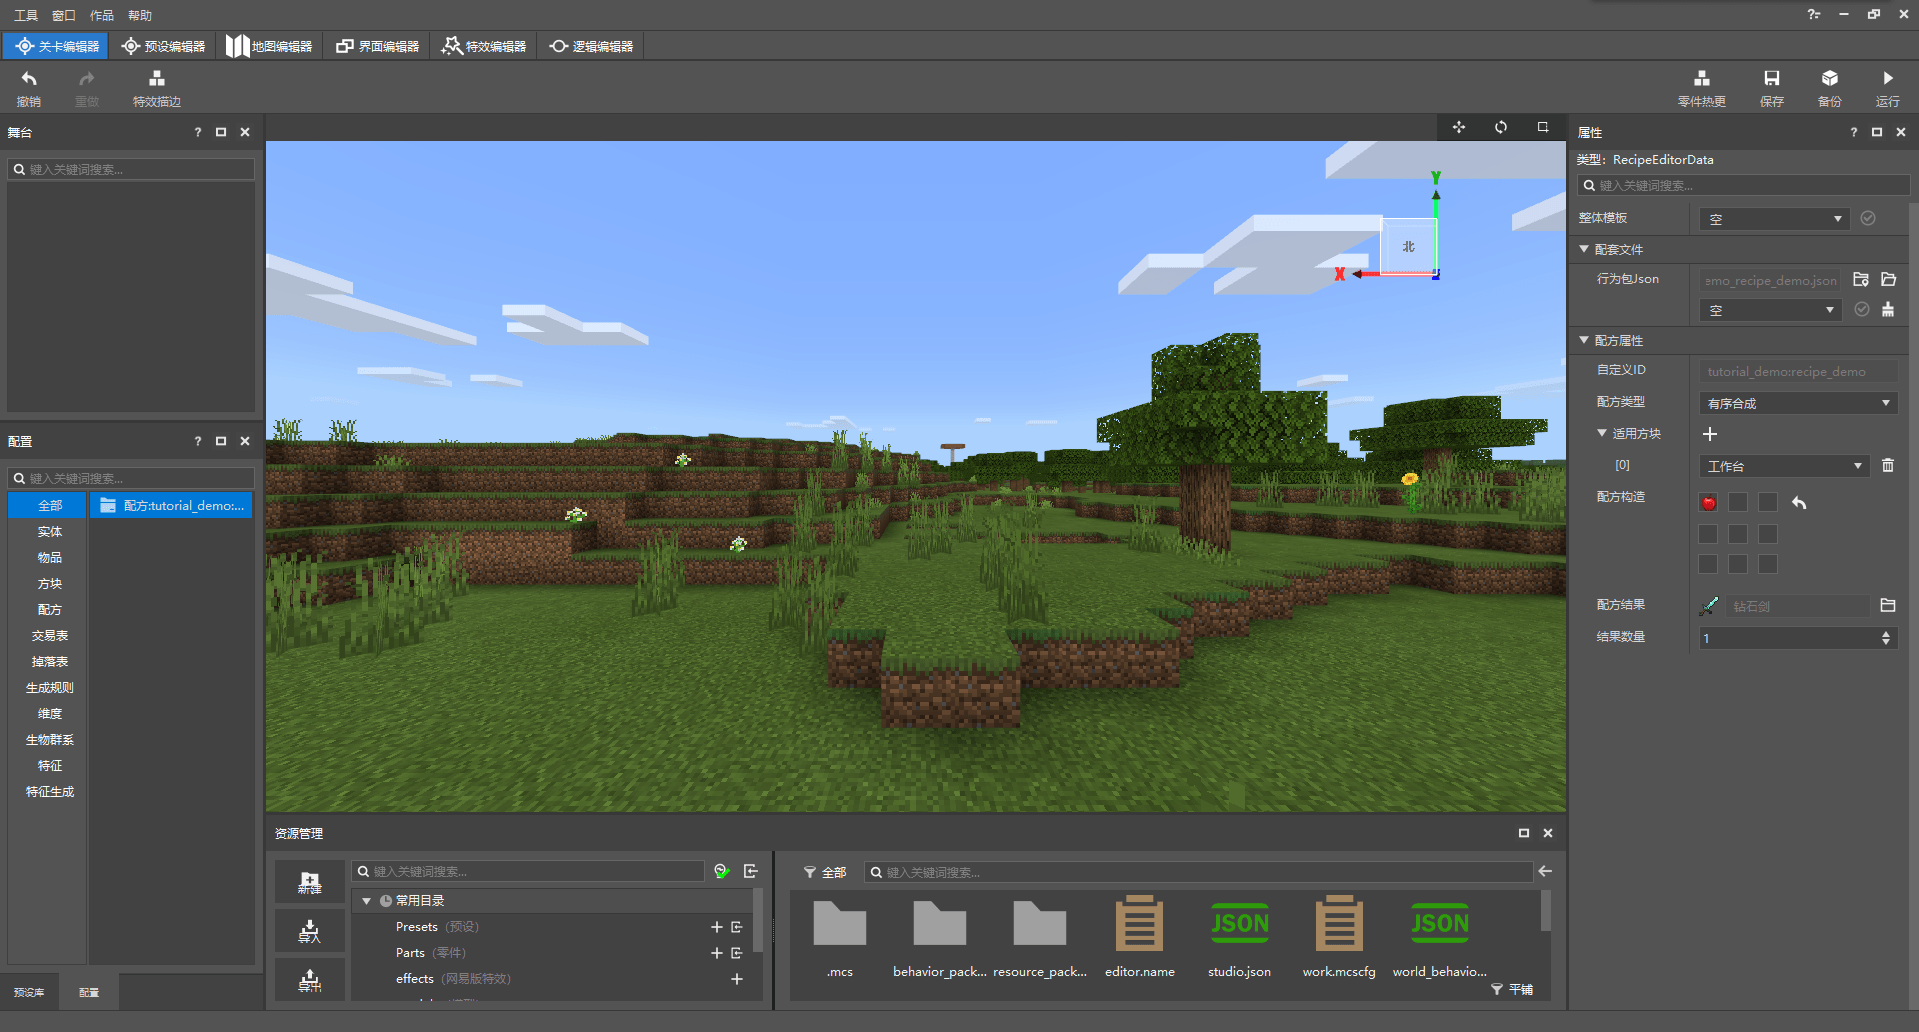 工具 窗口 作品 帮助
关卡编辑器 预设编辑器 地图编辑器 界面编辑器 特效编辑器 逻辑编辑器
撤销 重做 特效描边 零件热更 保存 备份 运行
舞台
键入关键词搜索...
配置
键入关键词搜索...
全部
实体
物品
方块
配方
交易表
掉落表
生成规则
维度
生物群系
特征
特征生成
配方:tutorial_demo:...
预设库 配置
Y
北
X
资源管理
新建
导入
导出
键入关键词搜索...
常用目录
Presets (预设)
Parts (零件)
effects (网易版特效)
全部
键入关键词搜索...
.mcs
behavior_pack...
resource_pack...
JSON
JSON
editor.name
studio.json
work.mcscfg
world_behavio...
平铺
属性
类型: RecipeEditorData
键入关键词搜索...
整体模板 空
配套文件
行为包Json emo_recipe_demo.json
空
配方属性
自定义ID tutorial_demo:recipe_demo
配方类型 有序合成
适用方块
[0] 工作台
配方构造
配方结果 钻石剑
结果数量 1